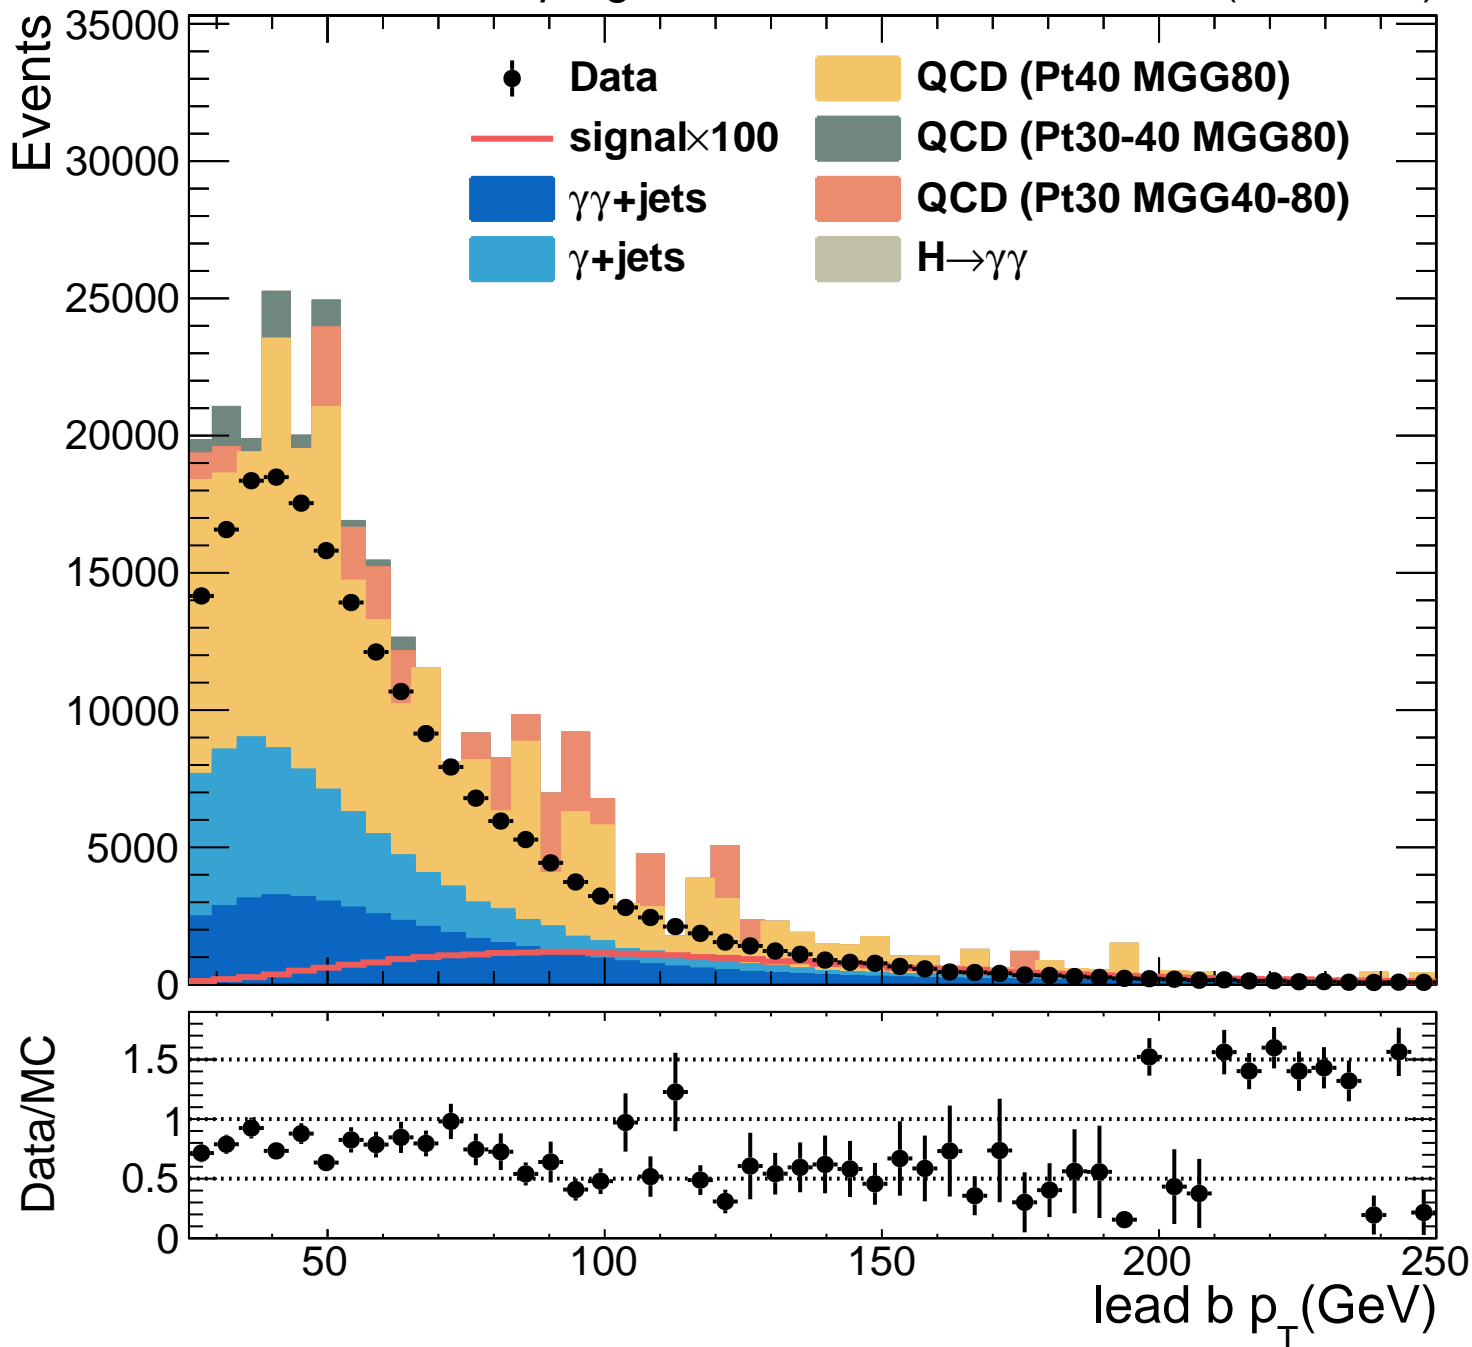 Events
35000
30000
25000
20000
15000
10000
5000
0
Data
signal×100
γγ+jets
γ+jets
QCD (Pt40 MGG80)
QCD (Pt30-40 MGG80)
QCD (Pt30 MGG40-80)
H→γγ
Data/MC
1.5
1
0.5
0
50 100 150 200 250
lead b p_T(GeV)